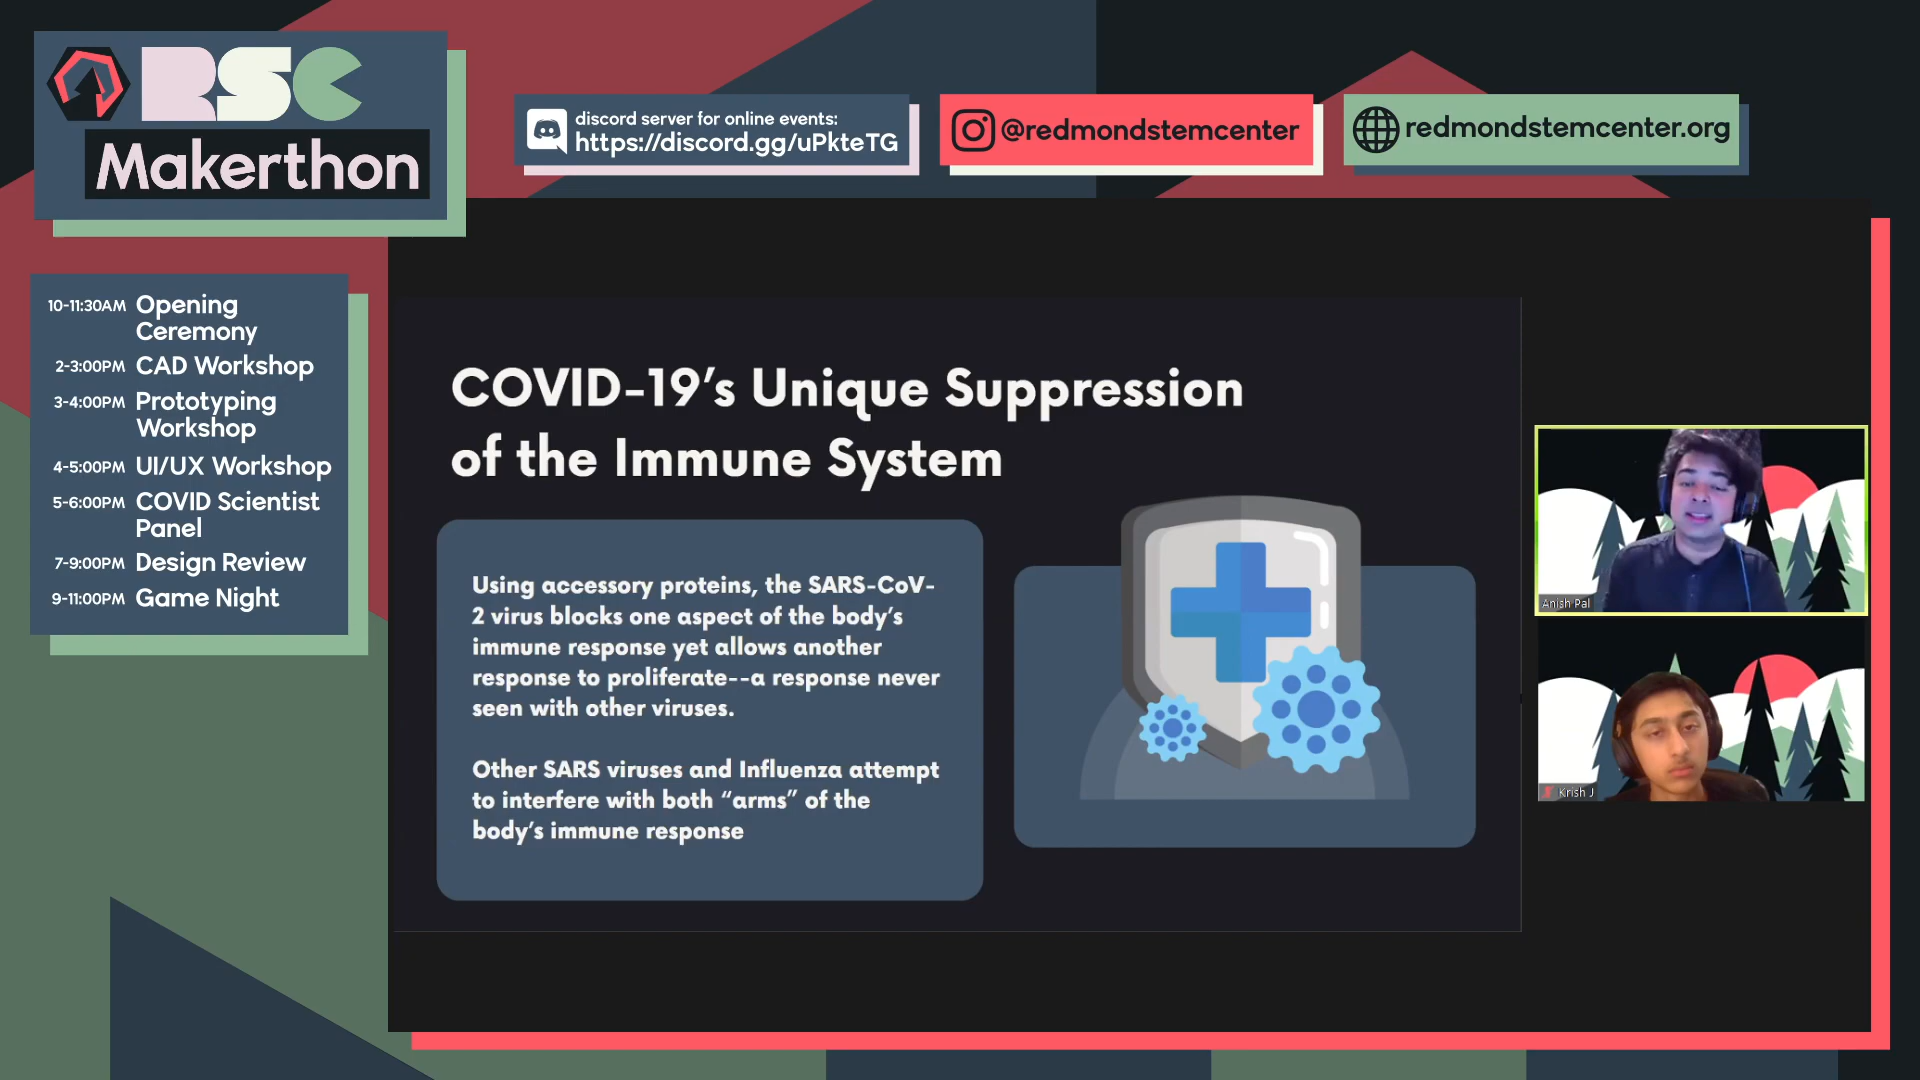 RSC
Makerthon
discord server for online events:
https://discord.gg/uPkteTG
@redmondstemcenter
redmondstemcenter.org
10-11:30AM Opening
Ceremony
2-3:00PM CAD Workshop
3-4:00PM Prototyping
Workshop
4-5:00PM UI/UX Workshop
5-6:00PM COVID Scientist
Panel
7-9:00PM Design Review
9-11:00PM Game Night
COVID-19’s Unique Suppression
of the Immune System
Using accessory proteins, the SARS-CoV-
2 virus blocks one aspect of the body’s
immune response yet allows another
response to proliferate--a response never
seen with other viruses.
Other SARS viruses and Influenza attempt
to interfere with both “arms” of the
body’s immune response
Anish Pal
Krish J